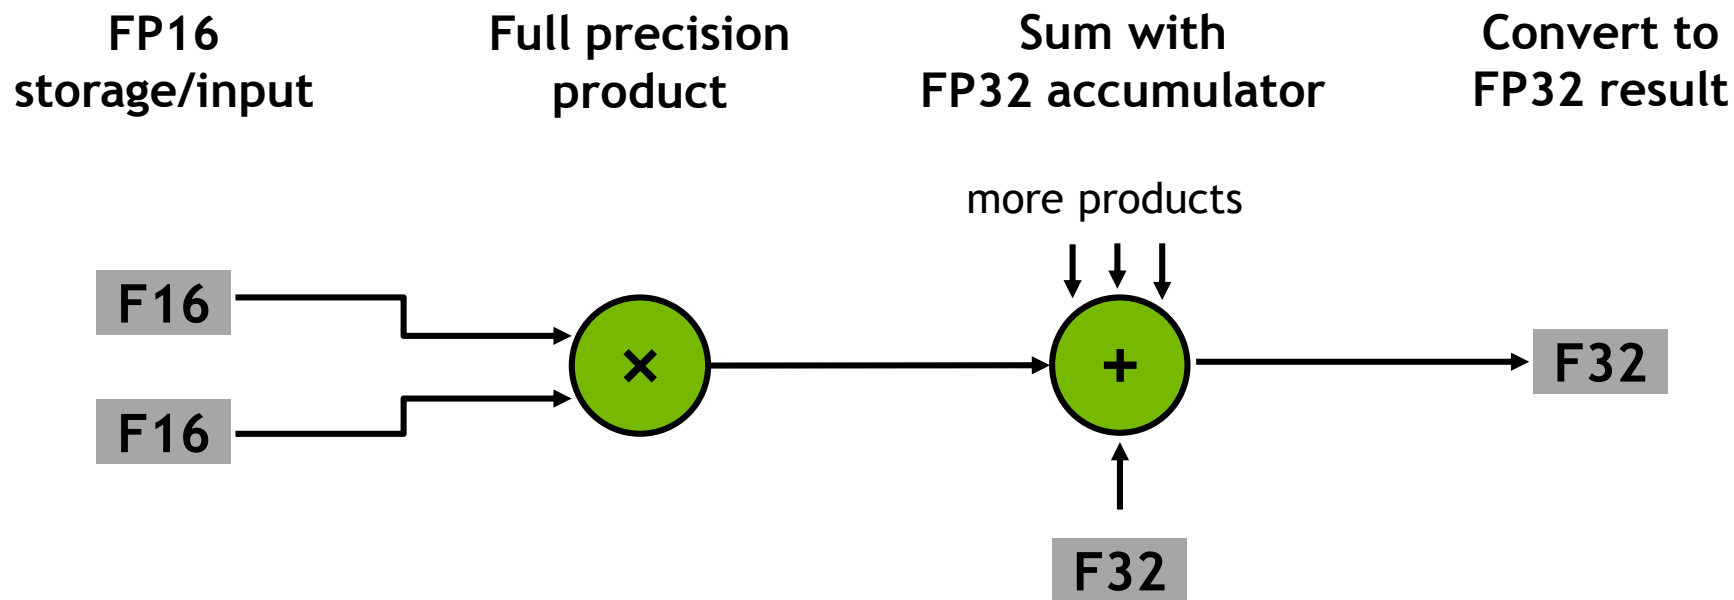 FP16
storage/input
Full precision
product
Sum with
FP32 accumulator
Convert to
FP32 result
more products
F16
F16
×
+
F32
F32